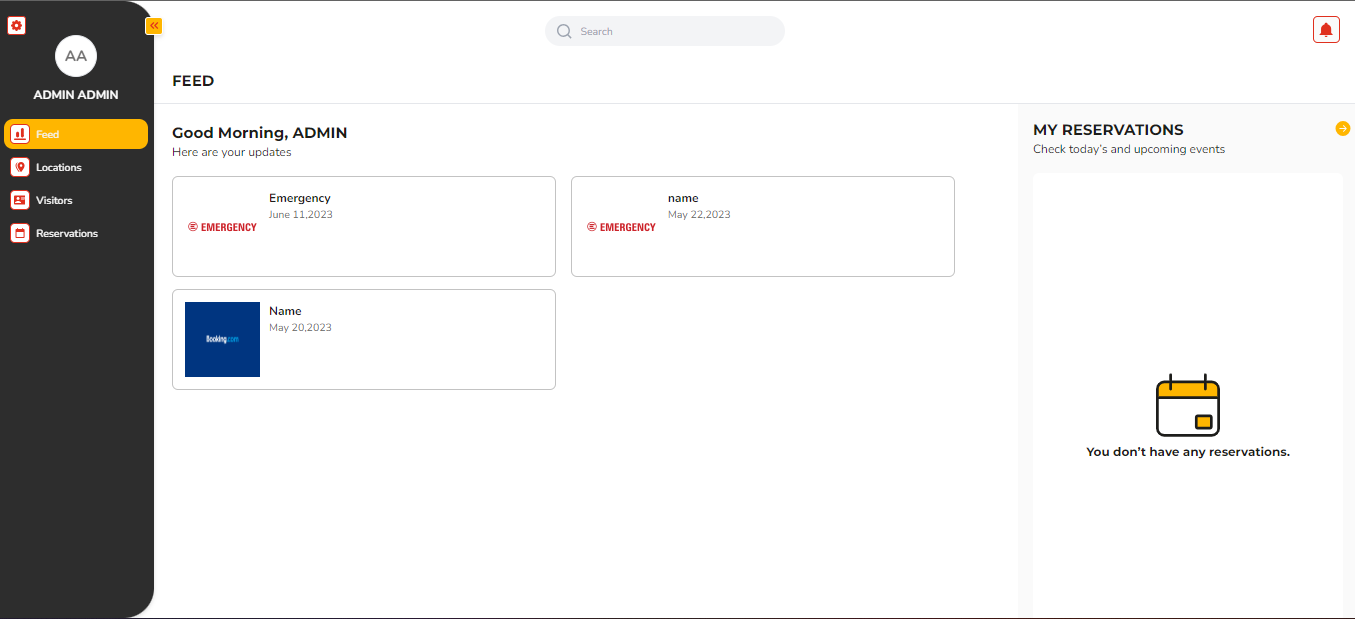 Search
AA
ADMIN ADMIN
Feed
Locations
Visitors
Reservations
FEED
Good Morning, ADMIN
Here are your updates
Emergency
June 11,2023
EMERGENCY
name
May 22,2023
EMERGENCY
Name
May 20,2023
Booking.com
MY RESERVATIONS
Check today's and upcoming events
You don't have any reservations.